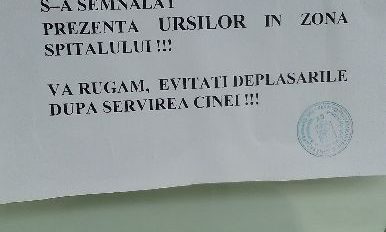 S-A SEMNALAT
PREZENTA URSILOR IN ZONA
SPITALULUI !!!
VA RUGAM, EVITATI DEPLASARILE
DUPA SERVIREA CINEI !!!